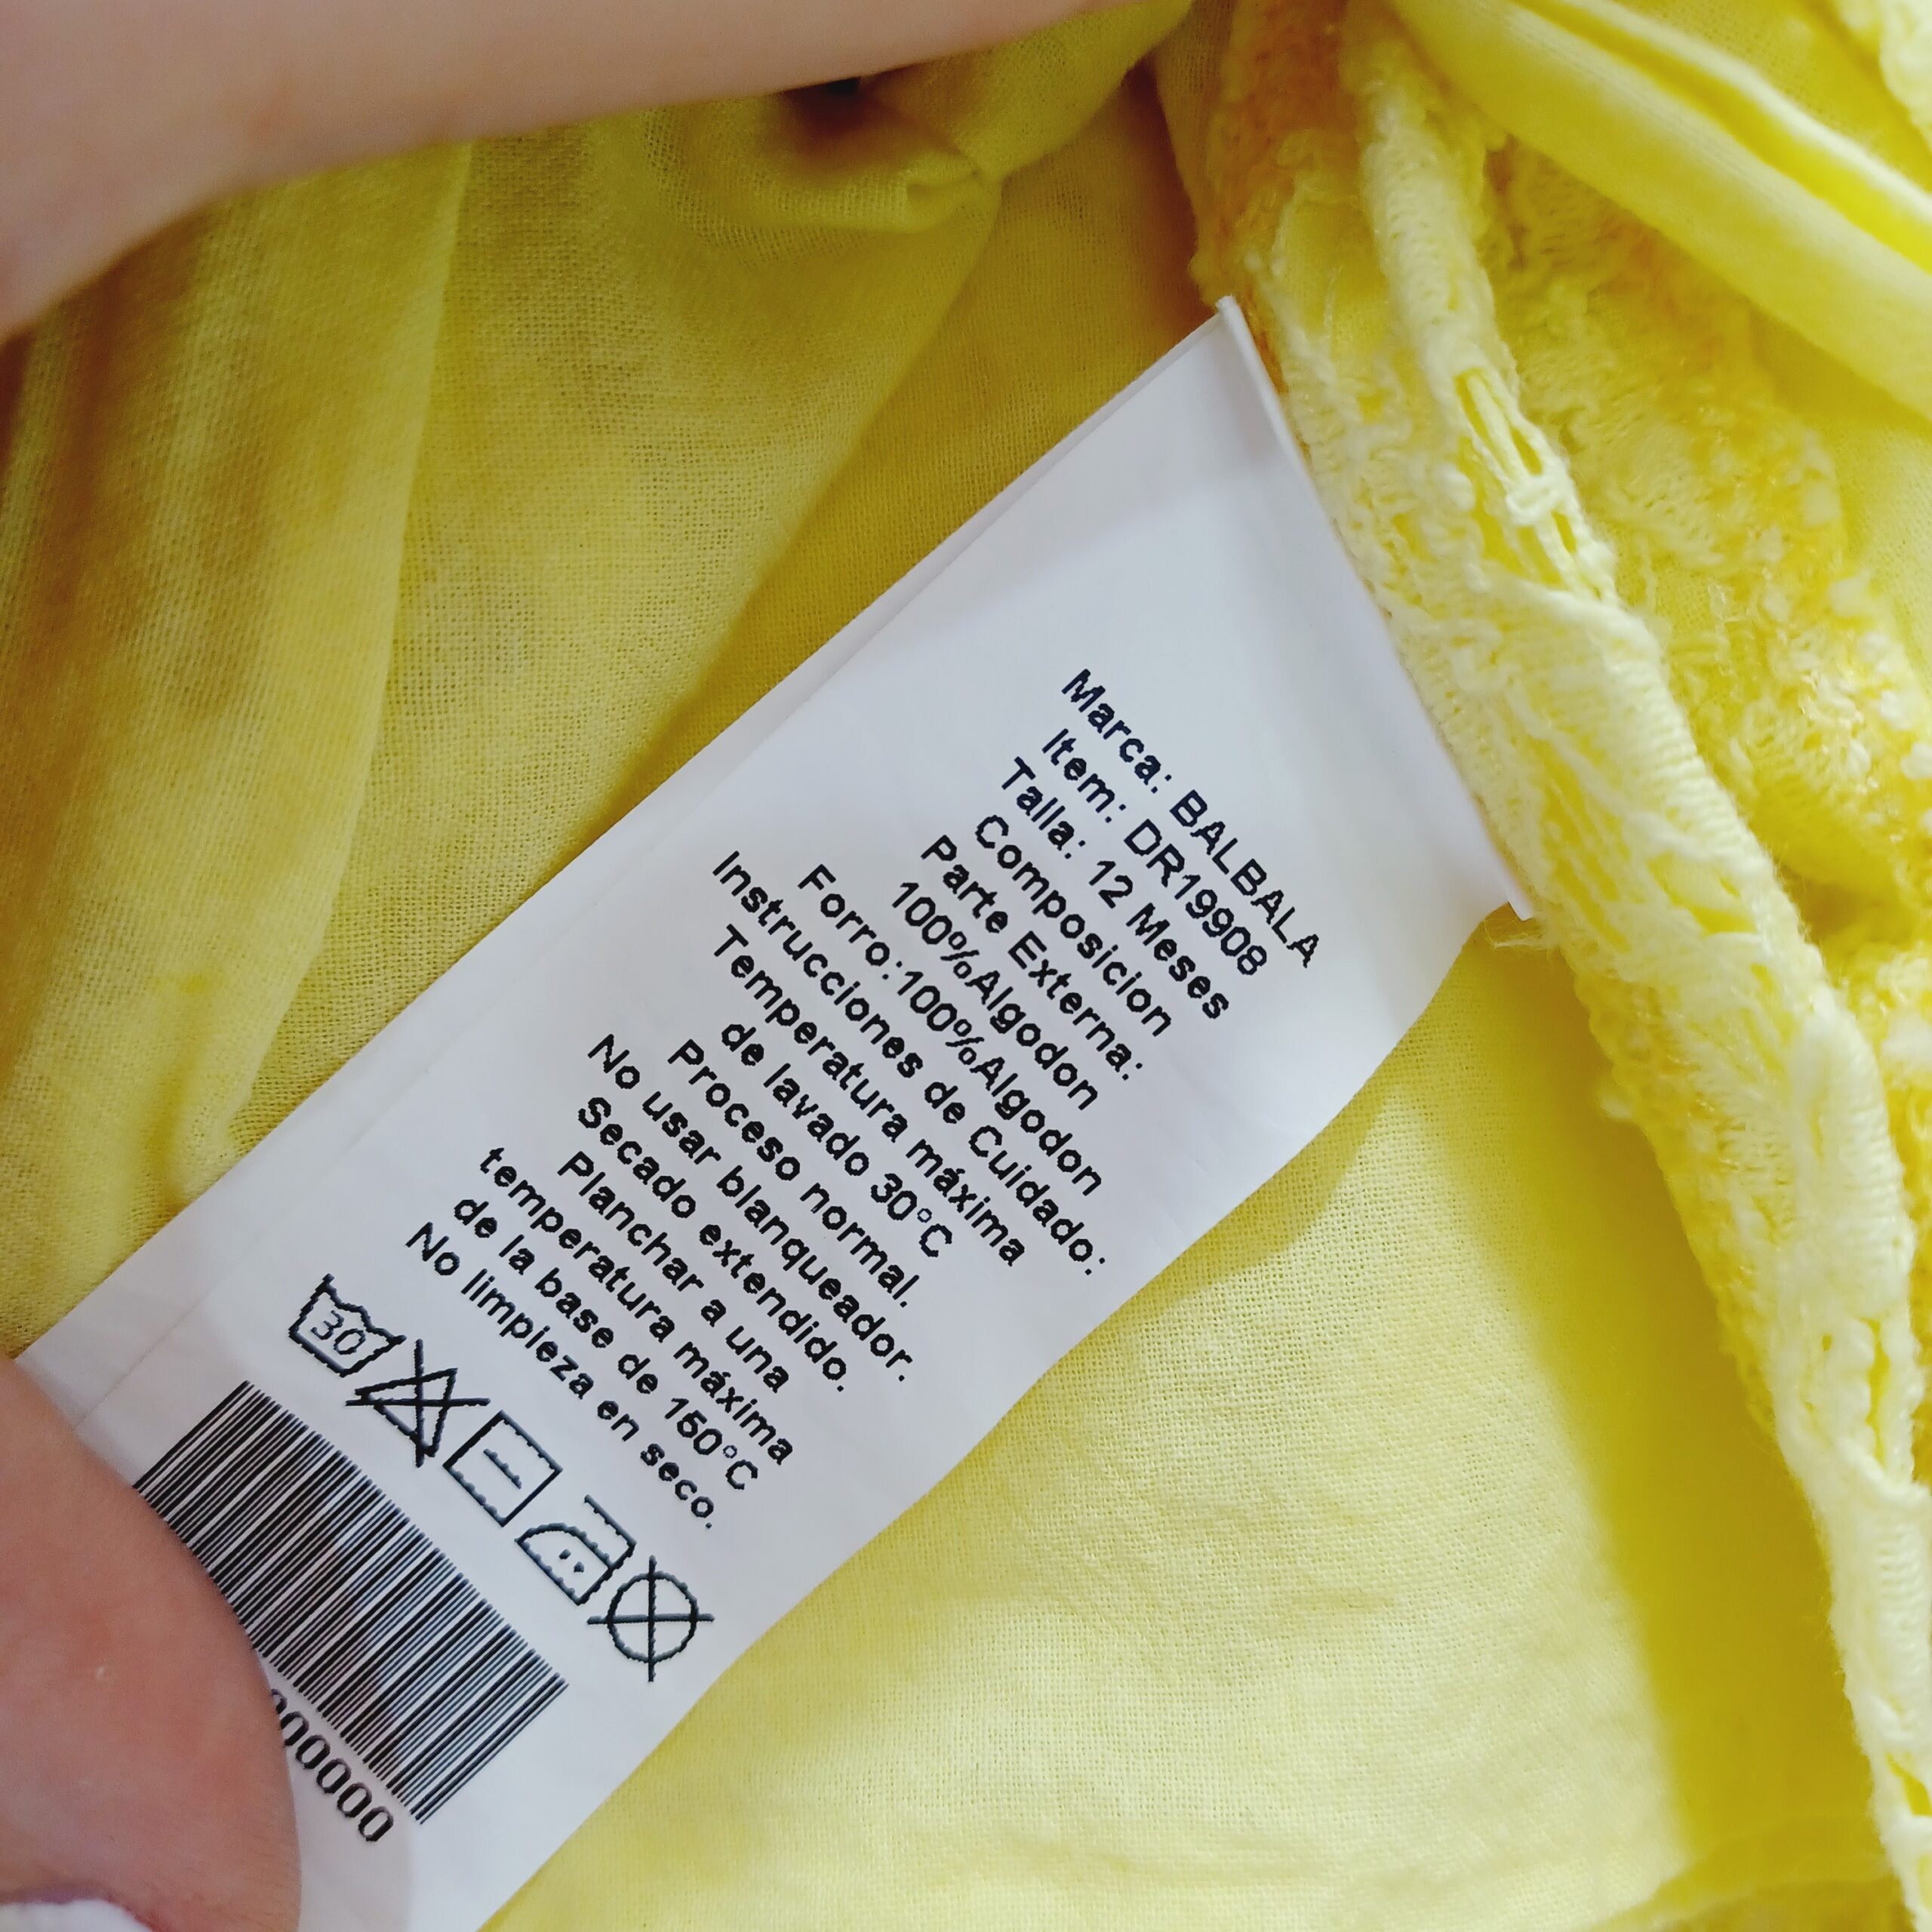 Marca: BALBALA
Item: DR19908
Talla: 12 Meses
Composicion
Parte Externa:
100%Algodon
Forro:100%Algodon
Instrucciones de Cuidado:
Temperatura máxima
de lavado 30°C
Proceso normal.
No usar blanqueador.
Secado extendido.
Planchar a una
temperatura máxima
de la base de 150°C
No limpieza en seco.
30